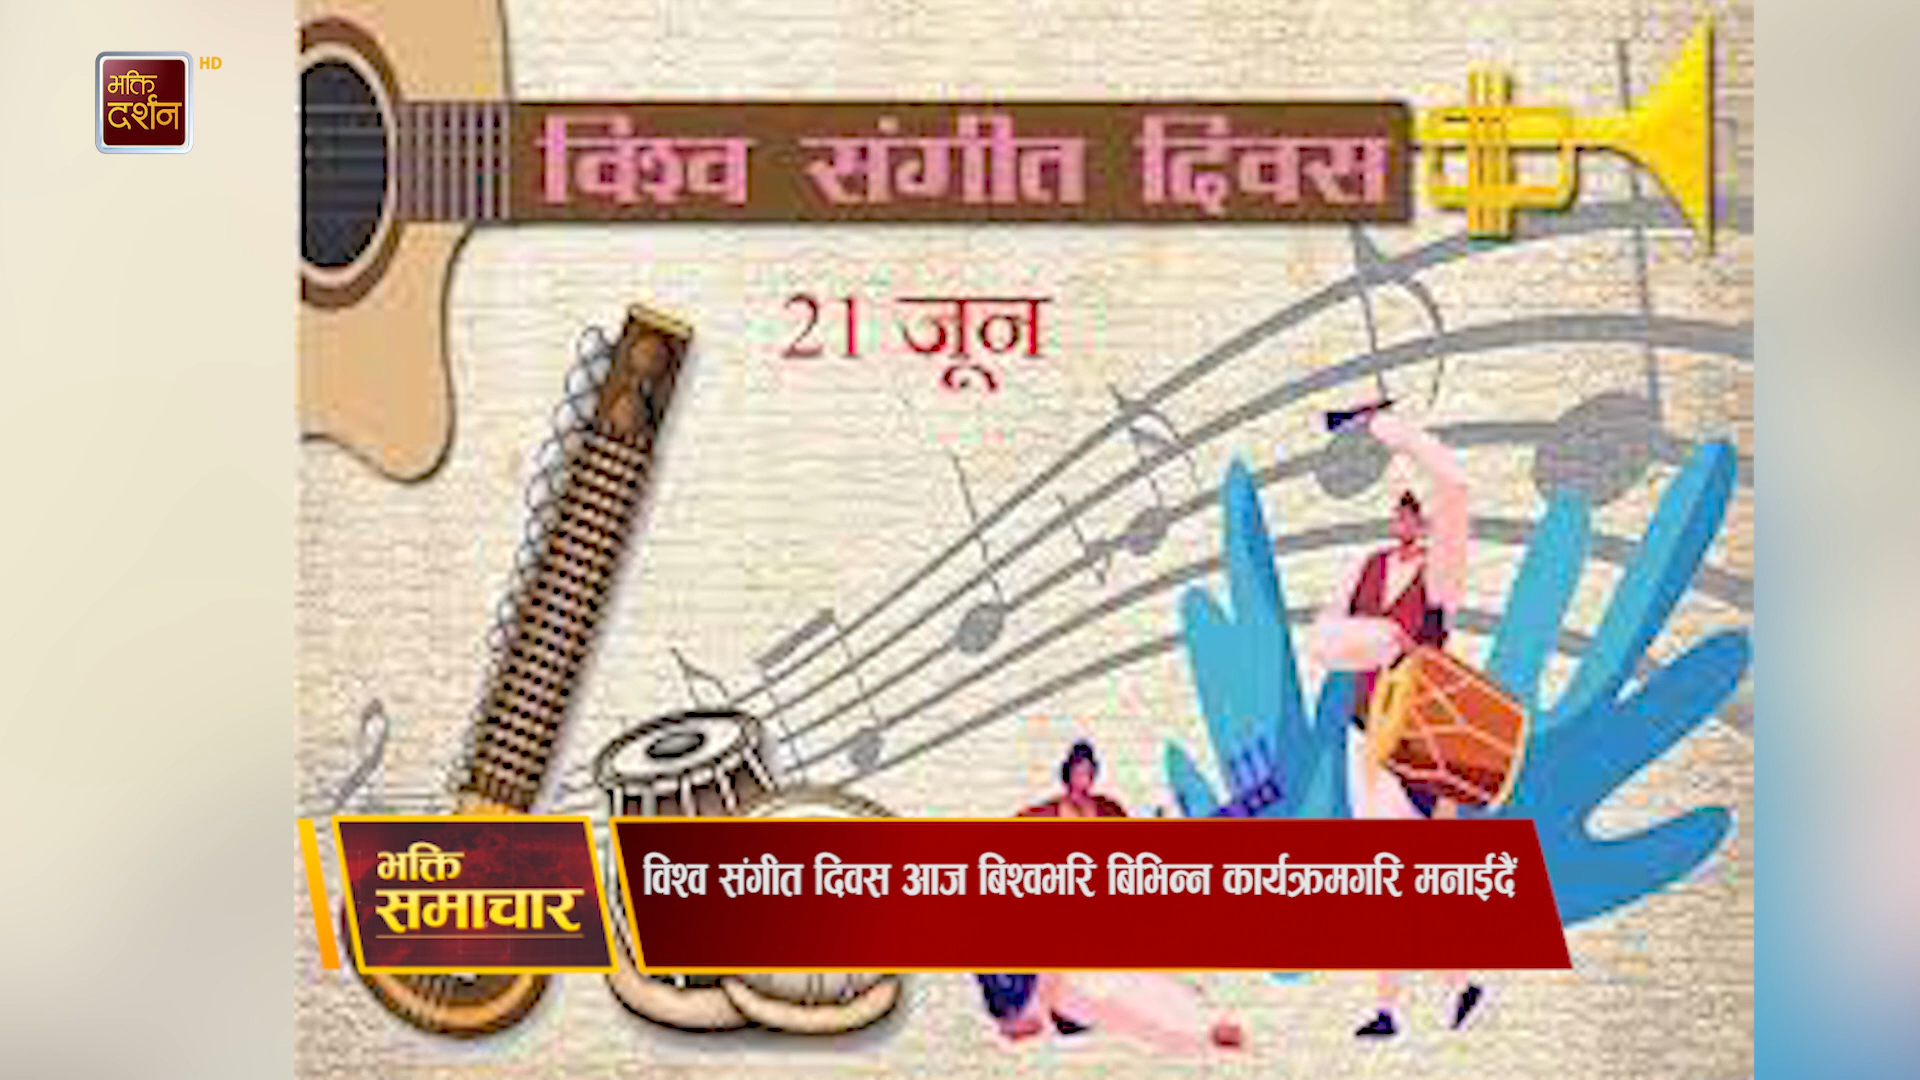 भक्ति
दर्शन
HD
विश्व संगीत दिवस
21 जून
भक्ति
समाचार
विश्व संगीत दिवस आज बिश्वभरि बिभिन्न कार्यक्रमगरि मनाईदैं